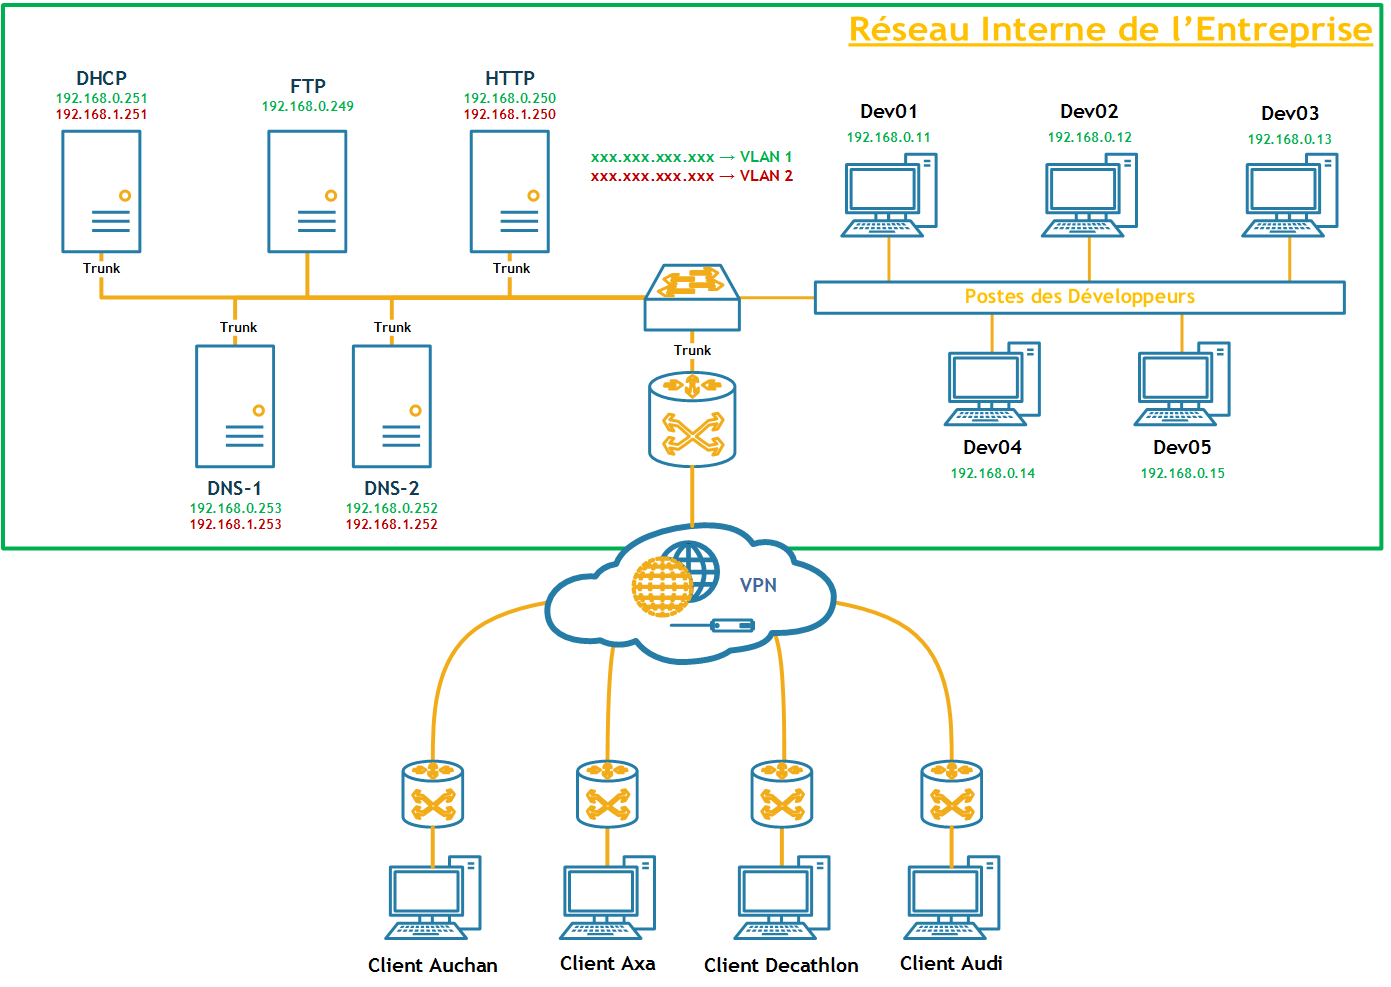 Réseau Interne de l’Entreprise
DHCP
192.168.0.251
192.168.1.251
FTP
192.168.0.249
HTTP
192.168.0.250
192.168.1.250
xxx.xxx.xxx.xxx → VLAN 1
xxx.xxx.xxx.xxx → VLAN 2
Dev01
192.168.0.11
Dev02
192.168.0.12
Dev03
192.168.0.13
Trunk
Trunk
Postes des Développeurs
Trunk
Trunk
Trunk
DNS-1
192.168.0.253
192.168.1.253
DNS-2
192.168.0.252
192.168.1.252
Dev04
192.168.0.14
Dev05
192.168.0.15
VPN
Client Auchan
Client Axa
Client Decathlon
Client Audi